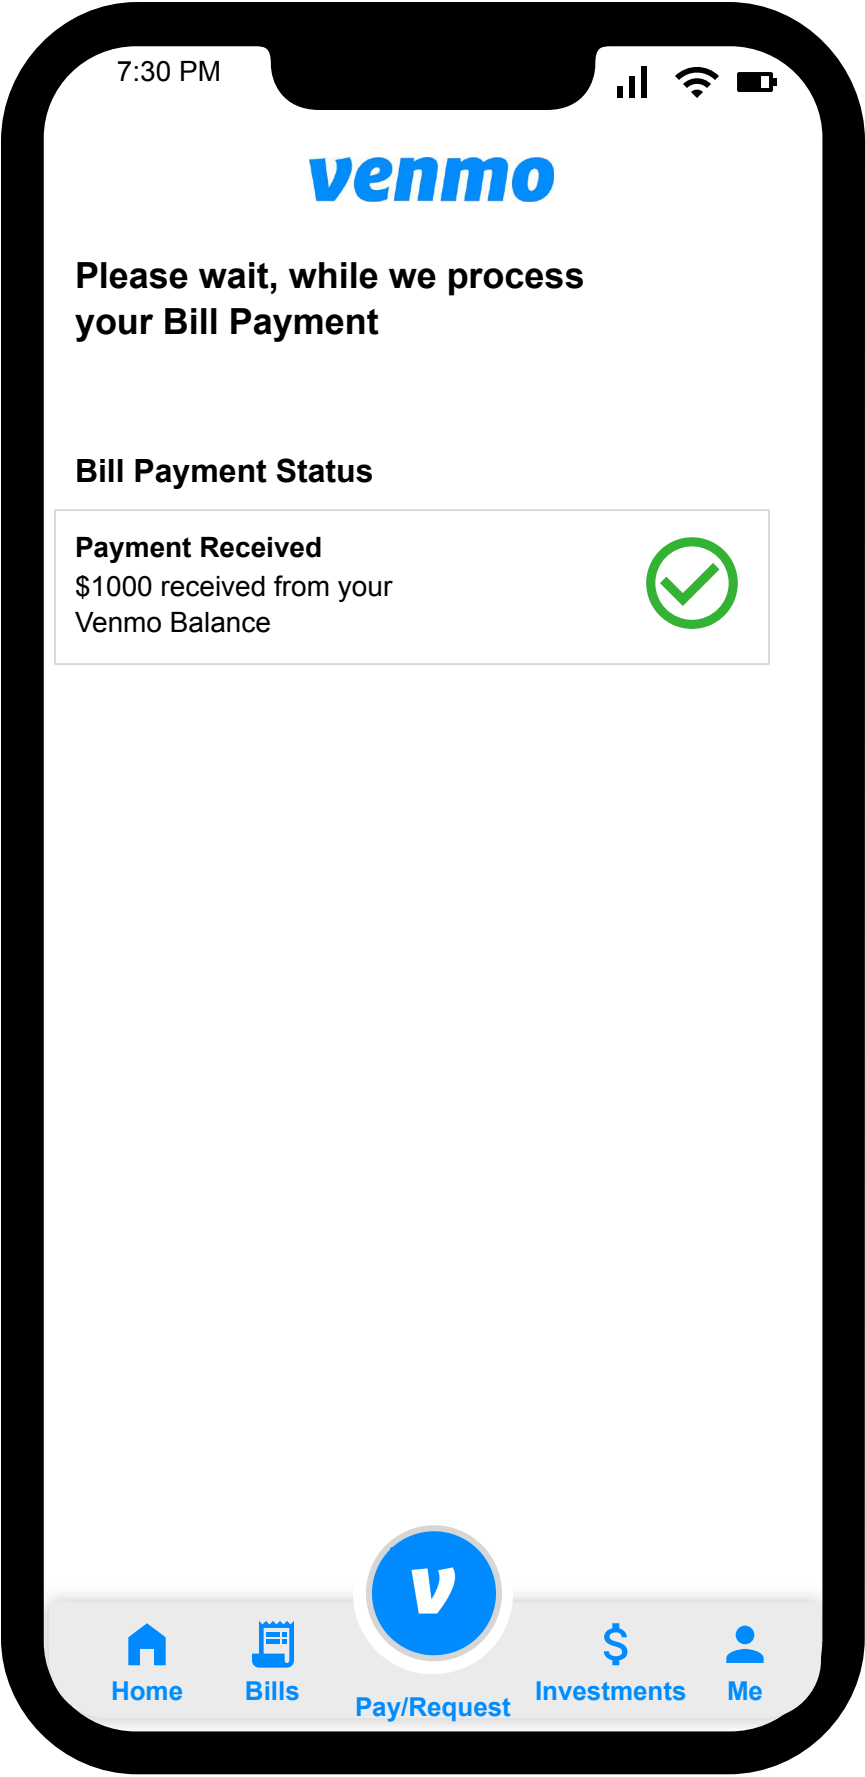 7:30 PM
venmo
Please wait, while we process
your Bill Payment
Bill Payment Status
Payment Received
$1000 received from your
Venmo Balance
v
$
Home
Bills
Pay/Request
Investments
Me